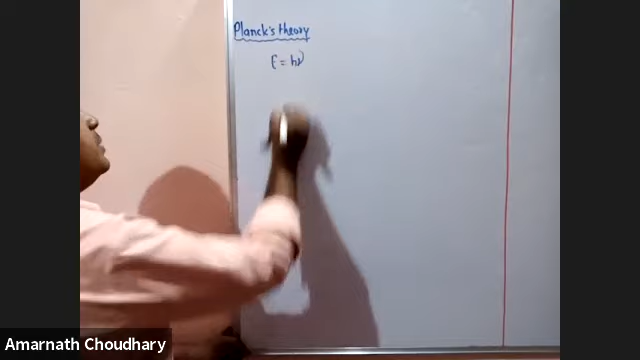 Planck's theory
E = hν
Amarnath Choudhary